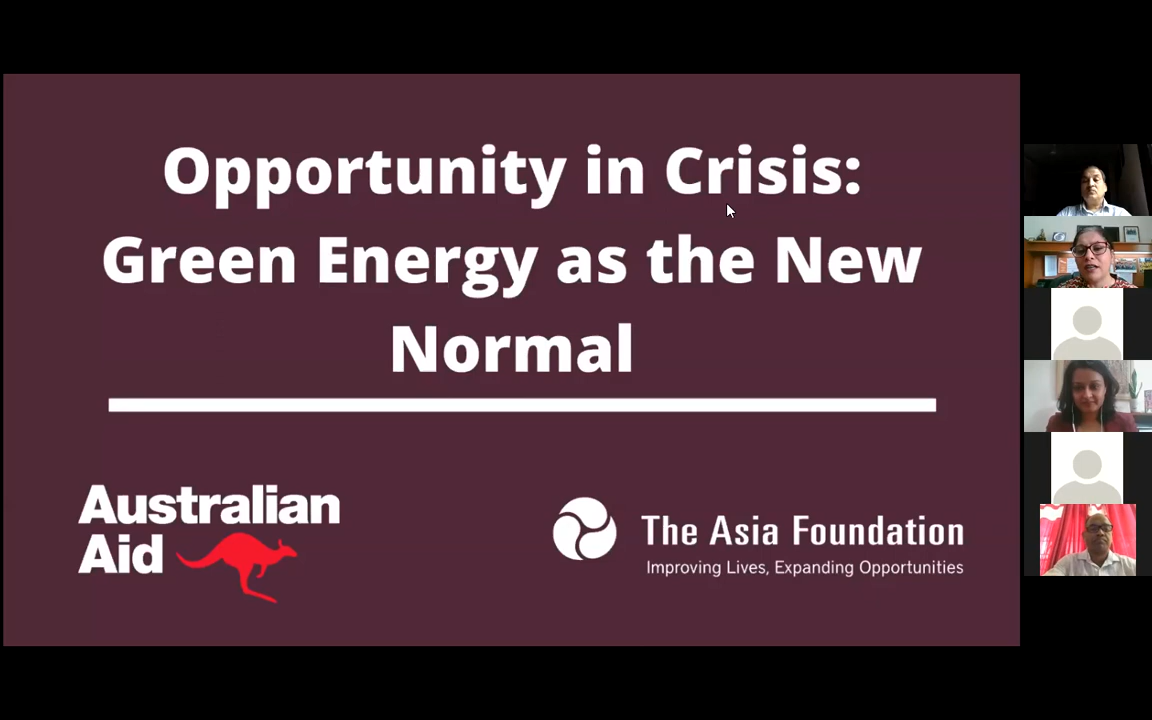 Opportunity in Crisis:
Green Energy as the New
Normal
Australian
Aid
The Asia Foundation
Improving Lives, Expanding Opportunities